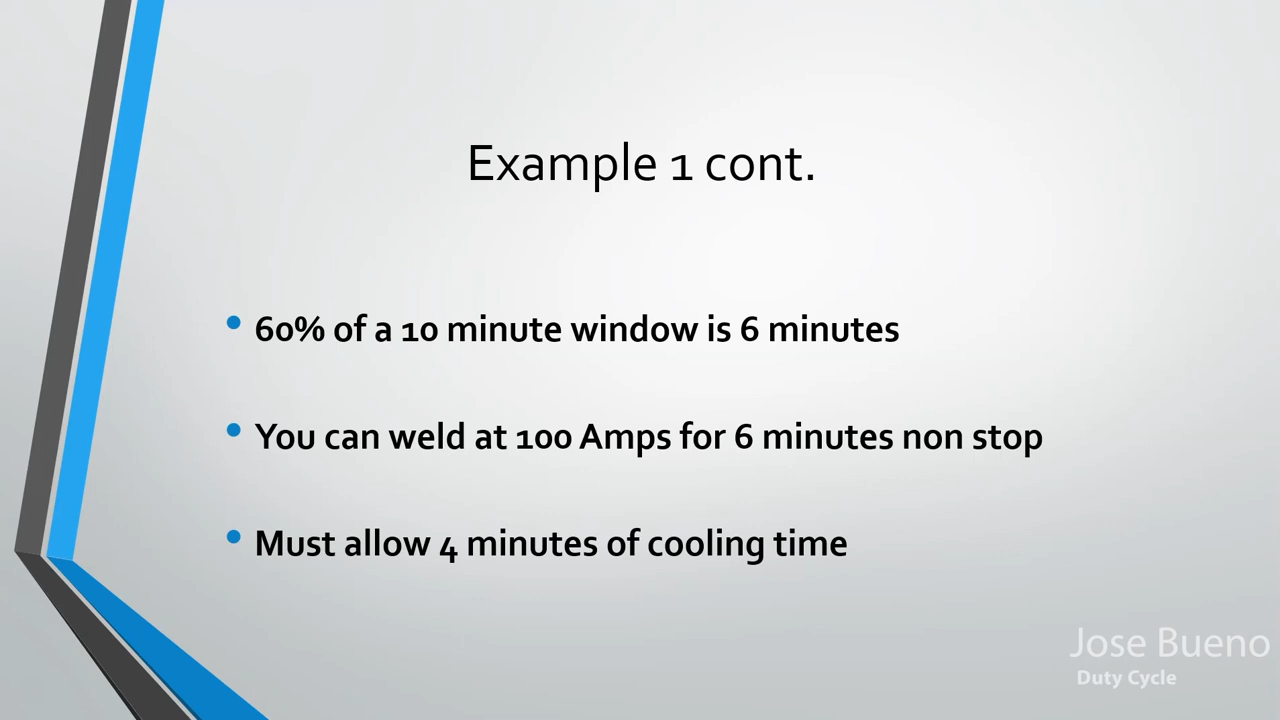 Example 1 cont.
• 60% of a 10 minute window is 6 minutes
• You can weld at 100 Amps for 6 minutes non stop
• Must allow 4 minutes of cooling time
Jose Bueno
Duty Cycle